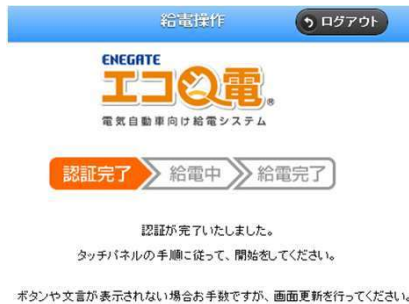 給電操作
ログアウト
ENEGATE
エコQ電®
電気自動車向け給電システム
認証完了
給電中
給電完了
認証が完了いたしました。
タッチパネルの手順に従って、開始をしてください。
ボタンや文言が表示されない場合お手数ですが、画面更新を行ってください。